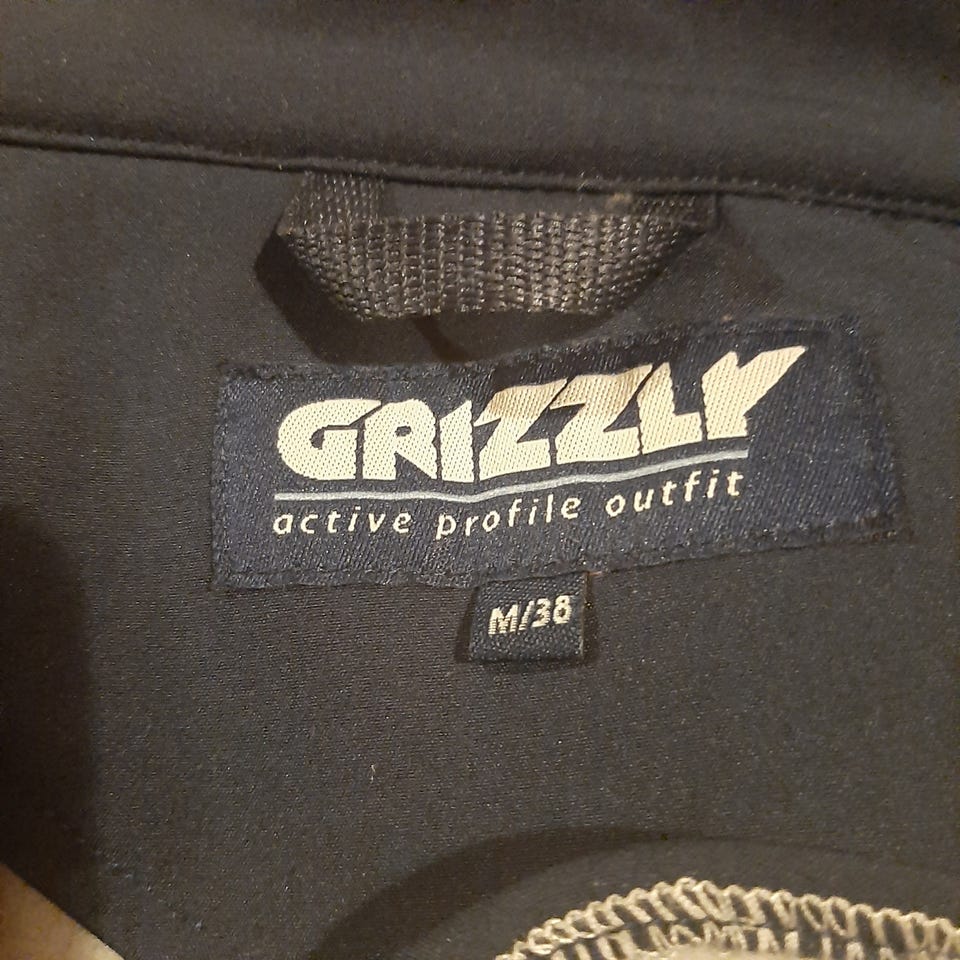 GRIZZLY
active profile outfit
M/38